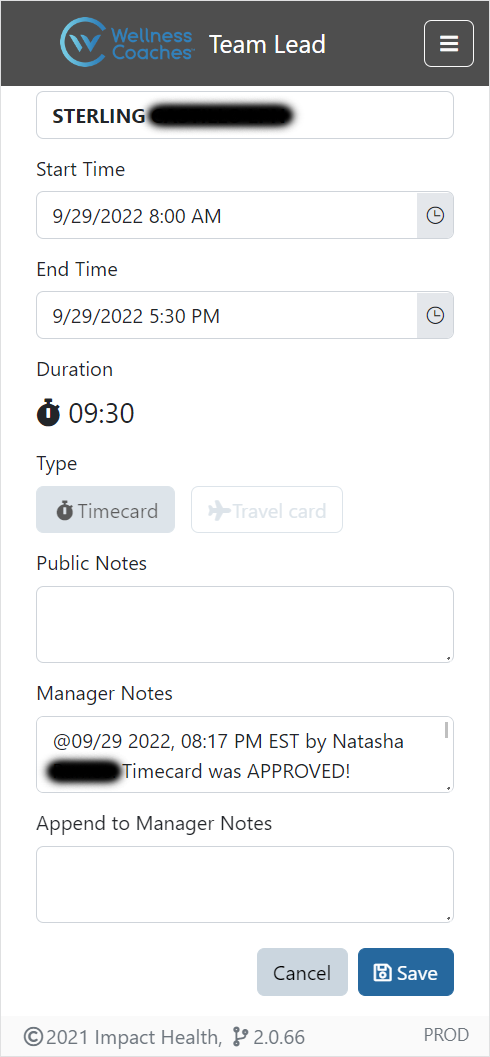 Wellness
Coaches
Team Lead
STERLING
Start Time
9/29/2022 8:00 AM
End Time
9/29/2022 5:30 PM
Duration
09:30
Type
Timecard Travel card
Public Notes
Manager Notes
@09/29 2022, 08:17 PM EST by Natasha
Timecard was APPROVED!
Append to Manager Notes
Cancel Save
©2021 Impact Health, 2.0.66 PROD